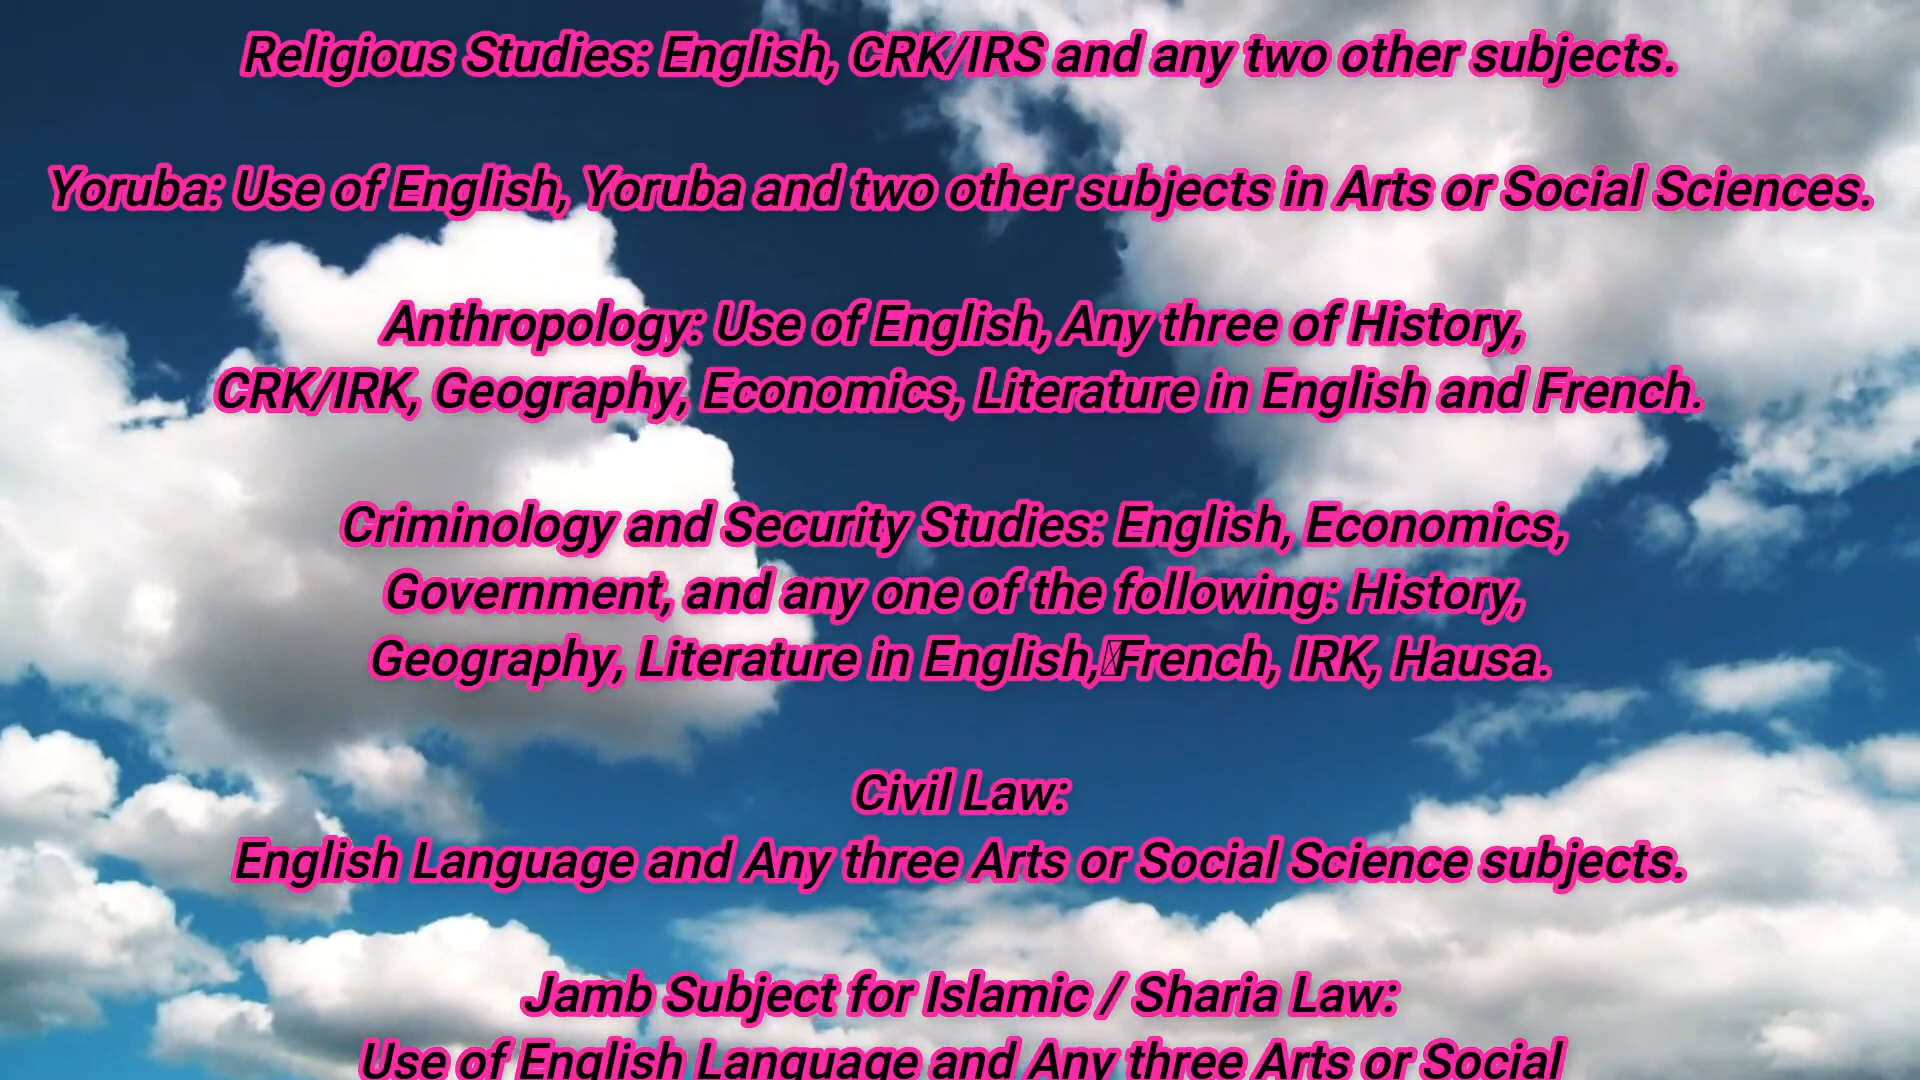 Religious Studies: English, CRK/IRS and any two other subjects.
Yoruba: Use of English, Yoruba and two other subjects in Arts or Social Sciences.
Anthropology: Use of English, Any three of History,
CRK/IRK, Geography, Economics, Literature in English and French.
Criminology and Security Studies: English, Economics,
Government, and any one of the following: History,
Geography, Literature in English, French, IRK, Hausa.
Civil Law:
English Language and Any three Arts or Social Science subjects.
Jamb Subject for Islamic / Sharia Law:
Use of English Language and Any three Arts or Social